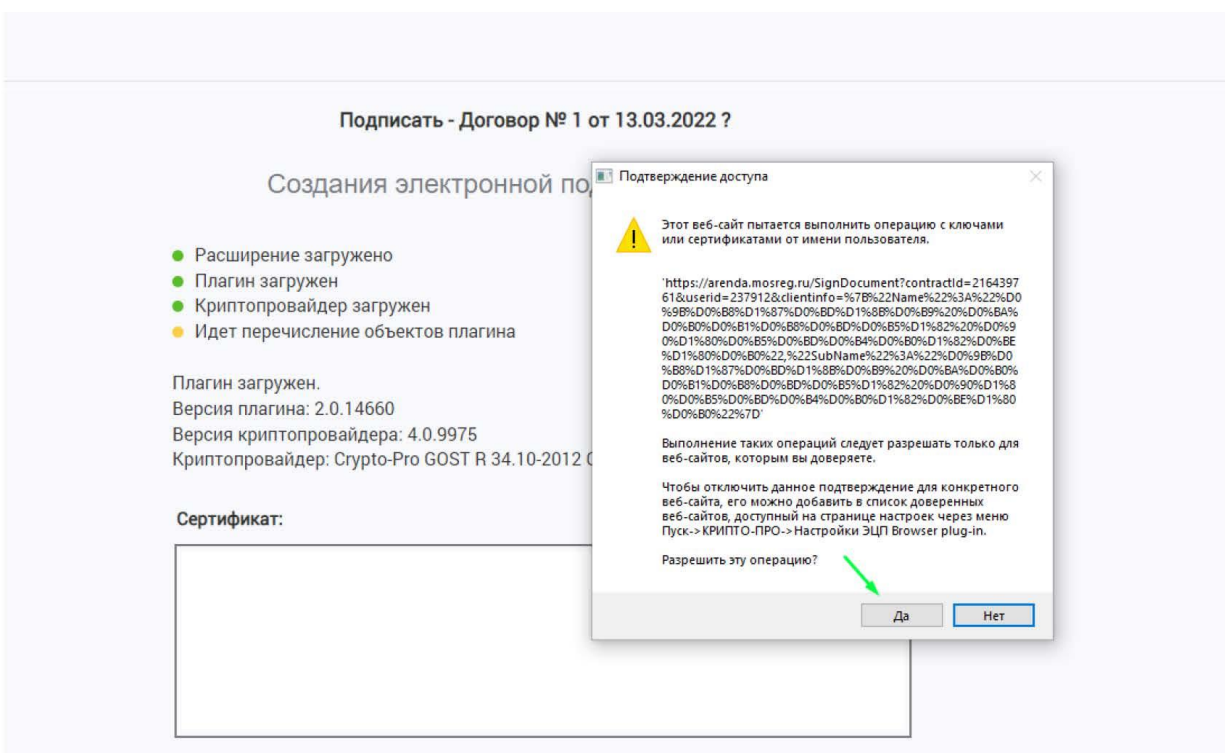 Подписать - Договор № 1 от 13.03.2022 ?
Создания электронной по
Расширение загружено
Плагин загружен
Криптопровайдер загружен
Идет перечисление объектов плагина
Плагин загружен.
Версия плагина: 2.0.14660
Версия криптопровайдера: 4.0.9975
Криптопровайдер: Crypto-Pro GOST R 34.10-2012
Сертификат:
Подтверждение доступа
Этот веб-сайт пытается выполнить операцию с ключами
или сертификатами от имени пользователя.
'https://arenda.mosreg.ru/SignDocument?contractId=2164397
61&userid=237912&clientinfo=%7B%22Name%22%3A%22%D0
%9B%D0%B8%D1%87%D0%BD%D1%8B%D0%B9%20%D0%BA%
D0%B0%D0%B1%D0%B8%D0%BD%D0%B5%D1%82%20%D0%9
0%D1%80%D0%B5%D0%BD%D0%B4%D0%B0%D1%82%D0%BE
%D1%80%D0%B0%22,%22SubName%22%3A%22%D0%9B%D0
%B8%D1%87%D0%BD%D1%8B%D0%B9%20%D0%BA%D0%B0%
D0%B1%D0%B8%D0%BD%D0%B5%D1%82%20%D0%90%D1%8
0%D0%B5%D0%BD%D0%B4%D0%B0%D1%82%D0%BE%D1%80
%D0%B0%22%7D'
Выполнение таких операций следует разрешать только для
веб-сайтов, которым вы доверяете.
Чтобы отключить данное подтверждение для конкретного
веб-сайта, его можно добавить в список доверенных
веб-сайтов, доступный на странице настроек через меню
Пуск->КРИПТО-ПРО->Настройки ЭЦП Browser plug-in.
Разрешить эту операцию?
Да
Нет